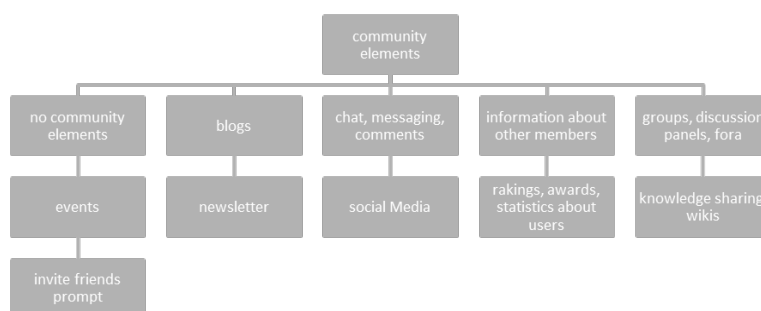 community
elements
no community
elements
blogs
chat, messaging,
comments
information about
other members
groups, discussion
panels, fora
events
newsletter
social Media
rakings, awards,
statistics about
users
knowledge sharing
wikis
invite friends
prompt